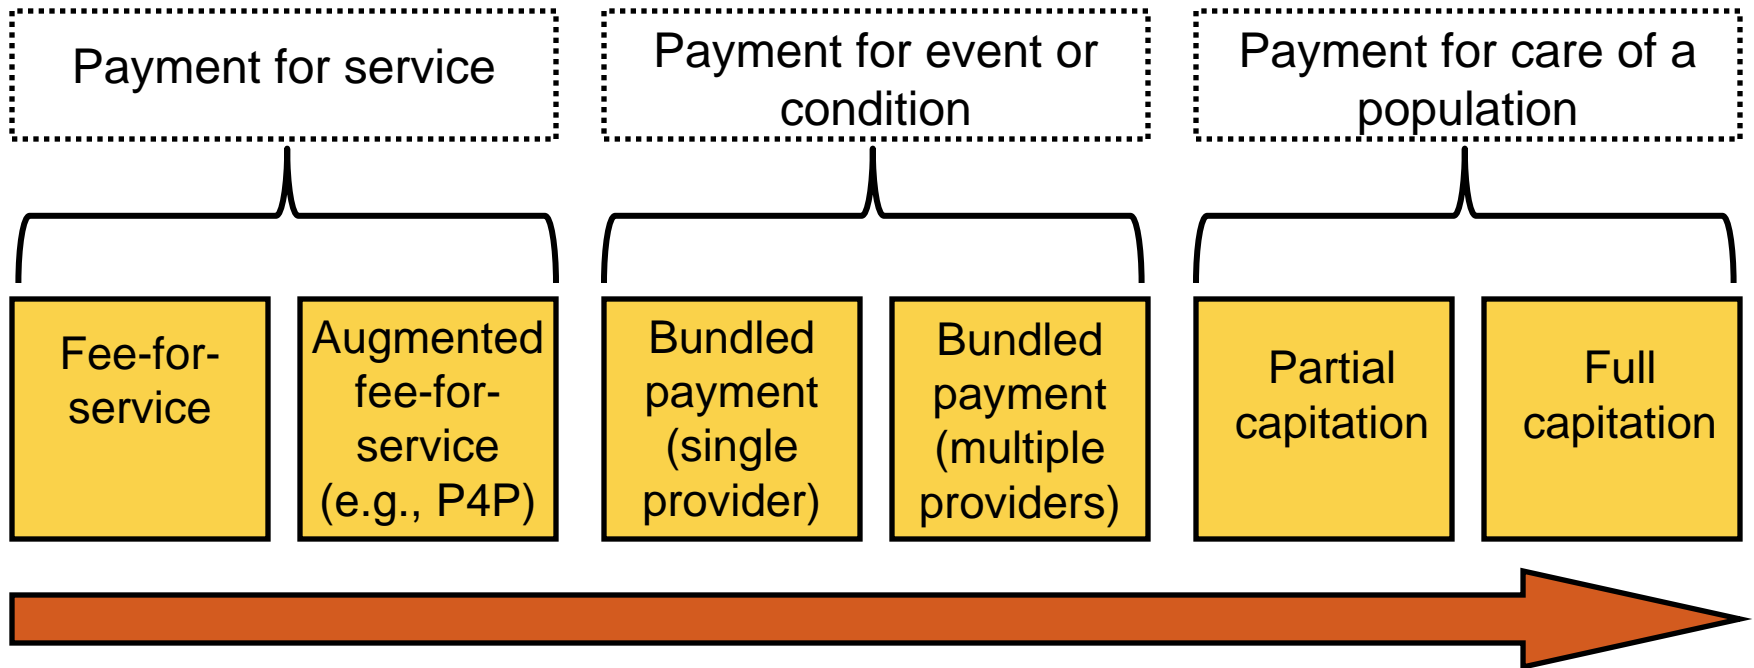 Payment for service
Payment for event or
condition
Payment for care of a
population
Fee-for-
service
Augmented
fee-for-
service
(e.g., P4P)
Bundled
payment
(single
provider)
Bundled
payment
(multiple
providers)
Partial
capitation
Full
capitation